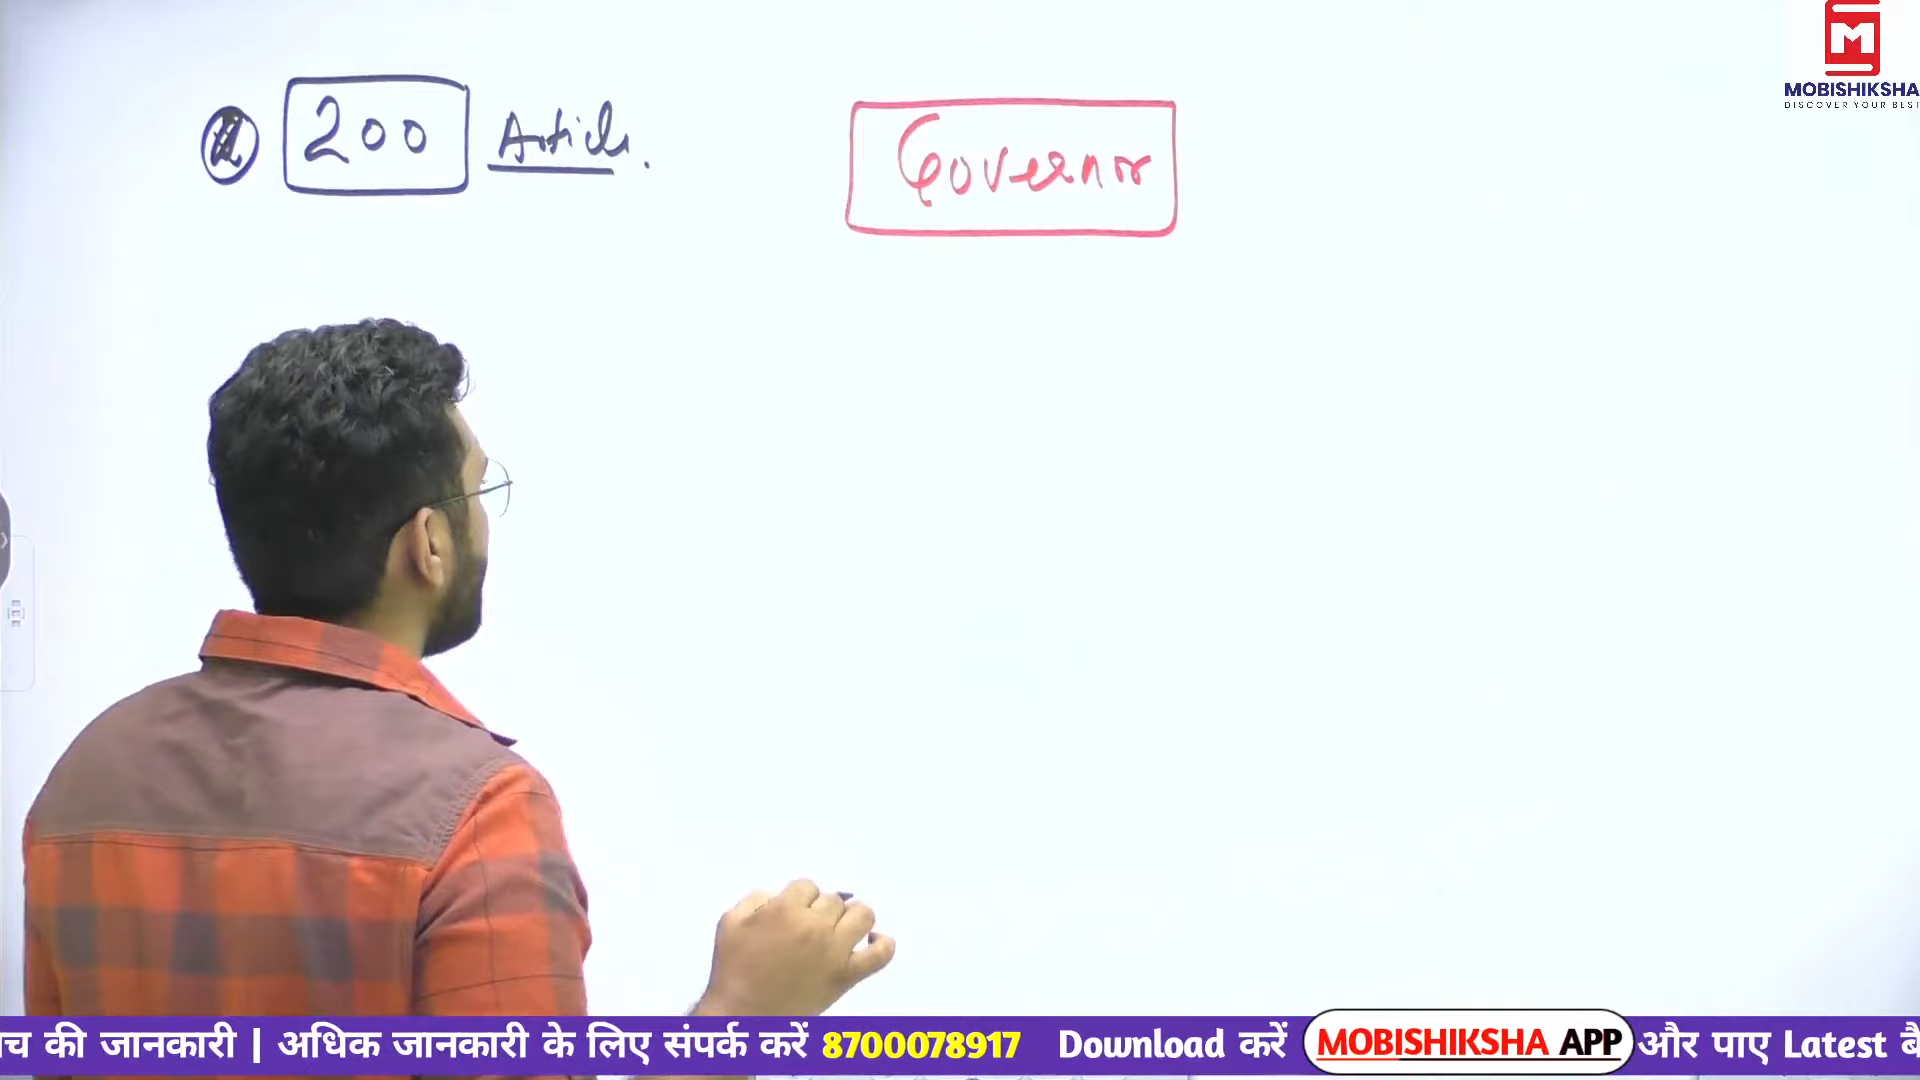 200 Article.
Governor
M
MOBISHIKSHA
DISCOVER YOUR BEST
की जानकारी | अधिक जानकारी के लिए संपर्क करें 8700078917 Download करें MOBISHIKSHA APP और पाए Latest